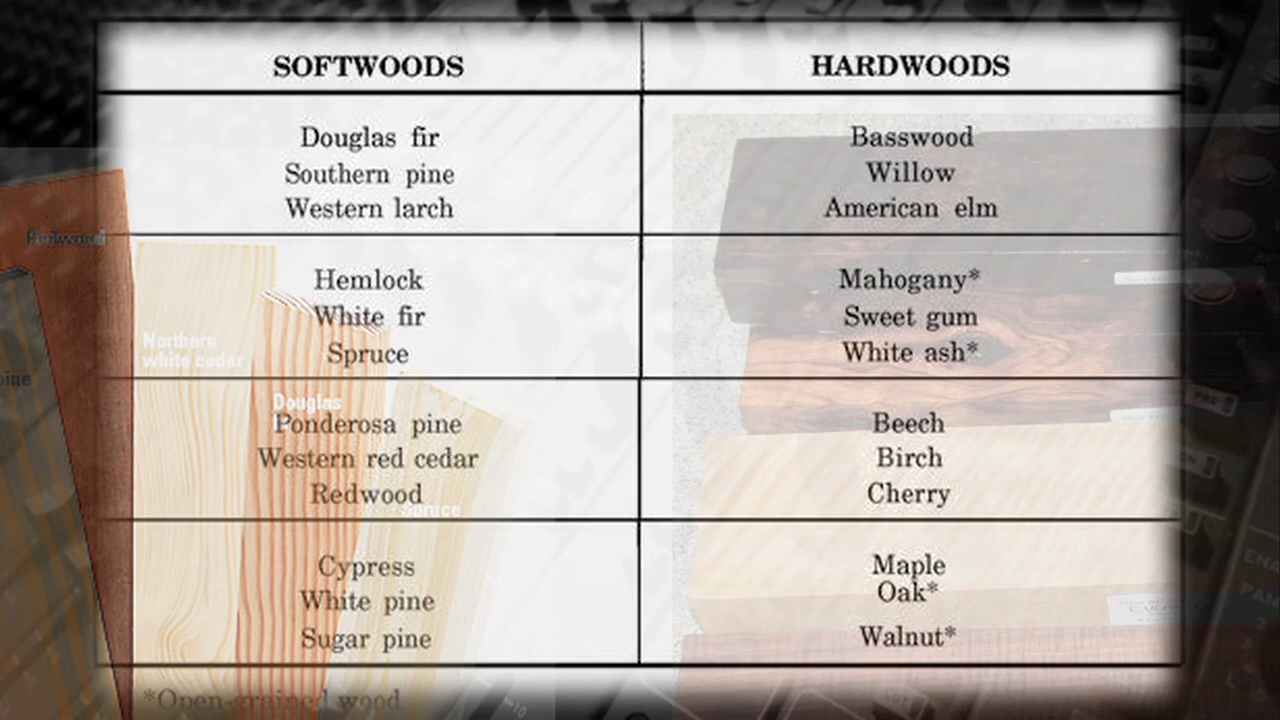 SOFTWOODS HARDWOODS
Douglas fir Basswood
Southern pine Willow
Western larch American elm
Redwood
Hemlock Mahogany*
White fir Sweet gum
Northern
white cedar
Spruce White ash*
pine
Douglas
Ponderosa pine Beech
Western red cedar Birch
Redwood Cherry
Spruce
Cypress Maple
White pine Oak*
Sugar pine Walnut*
*Open-grained wood